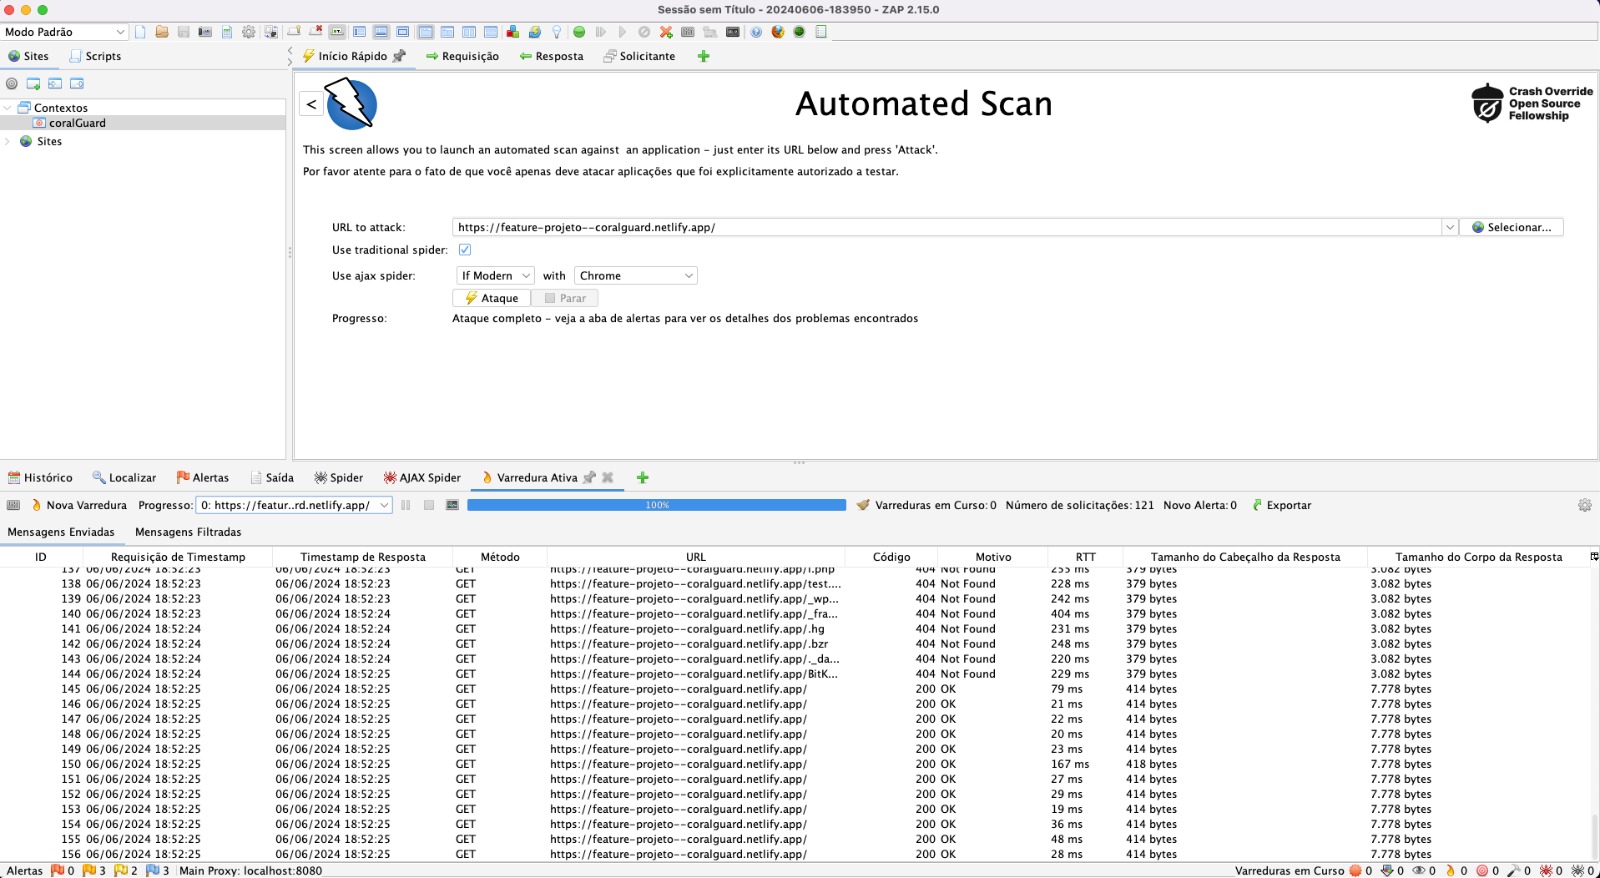 Sessão sem Título - 20240606-183950 - ZAP 2.15.0
Modo Padrão
Sites Scripts Início Rápido Requisição Resposta Solicitante
Contextos
coralGuard
Sites
<
Automated Scan
Crash Override
Open Source
Fellowship
This screen allows you to launch an automated scan against an application - just enter its URL below and press 'Attack'.
Por favor atente para o fato de que você apenas deve atacar aplicações que foi explicitamente autorizado a testar.
URL to attack: https://feature-projeto--coralguard.netlify.app/ Selecionar...
Use traditional spider:
Use ajax spider: If Modern with Chrome
Ataque Parar
Progresso: Ataque completo - veja a aba de alertas para ver os detalhes dos problemas encontrados
Histórico Localizar Alertas Saída Spider AJAX Spider Varredura Ativa
Nova Varredura Progresso: 0: https://featur..rd.netlify.app/ 100% Varreduras em Curso: 0 Número de solicitações: 121 Novo Alerta: 0 Exportar
Mensagens Enviadas Mensagens Filtradas
ID Requisição de Timestamp Timestamp de Resposta Método URL Código Motivo RTT Tamanho do Cabeçalho da Resposta Tamanho do Corpo da Resposta
137 06/06/2024 18:52:23 06/06/2024 18:52:23 GET https://feature-projeto--coralguard.netlify.app/i.php 404 Not Found 255 ms 379 bytes 3.082 bytes
138 06/06/2024 18:52:23 06/06/2024 18:52:23 GET https://feature-projeto--coralguard.netlify.app/test.... 404 Not Found 228 ms 379 bytes 3.082 bytes
139 06/06/2024 18:52:23 06/06/2024 18:52:23 GET https://feature-projeto--coralguard.netlify.app/_wp... 404 Not Found 242 ms 379 bytes 3.082 bytes
140 06/06/2024 18:52:23 06/06/2024 18:52:24 GET https://feature-projeto--coralguard.netlify.app/_fra... 404 Not Found 404 ms 379 bytes 3.082 bytes
141 06/06/2024 18:52:24 06/06/2024 18:52:24 GET https://feature-projeto--coralguard.netlify.app/.hg 404 Not Found 231 ms 379 bytes 3.082 bytes
142 06/06/2024 18:52:24 06/06/2024 18:52:24 GET https://feature-projeto--coralguard.netlify.app/.bzr 404 Not Found 248 ms 379 bytes 3.082 bytes
143 06/06/2024 18:52:24 06/06/2024 18:52:24 GET https://feature-projeto--coralguard.netlify.app/._da... 404 Not Found 220 ms 379 bytes 3.082 bytes
144 06/06/2024 18:52:24 06/06/2024 18:52:25 GET https://feature-projeto--coralguard.netlify.app/BitK... 404 Not Found 229 ms 379 bytes 3.082 bytes
145 06/06/2024 18:52:25 06/06/2024 18:52:25 GET https://feature-projeto--coralguard.netlify.app/ 200 OK 79 ms 414 bytes 7.778 bytes
146 06/06/2024 18:52:25 06/06/2024 18:52:25 GET https://feature-projeto--coralguard.netlify.app/ 200 OK 21 ms 414 bytes 7.778 bytes
147 06/06/2024 18:52:25 06/06/2024 18:52:25 GET https://feature-projeto--coralguard.netlify.app/ 200 OK 22 ms 414 bytes 7.778 bytes
148 06/06/2024 18:52:25 06/06/2024 18:52:25 GET https://feature-projeto--coralguard.netlify.app/ 200 OK 20 ms 414 bytes 7.778 bytes
149 06/06/2024 18:52:25 06/06/2024 18:52:25 GET https://feature-projeto--coralguard.netlify.app/ 200 OK 23 ms 414 bytes 7.778 bytes
150 06/06/2024 18:52:25 06/06/2024 18:52:25 GET https://feature-projeto--coralguard.netlify.app/ 200 OK 167 ms 418 bytes 7.778 bytes
151 06/06/2024 18:52:25 06/06/2024 18:52:25 GET https://feature-projeto--coralguard.netlify.app/ 200 OK 27 ms 414 bytes 7.778 bytes
152 06/06/2024 18:52:25 06/06/2024 18:52:25 GET https://feature-projeto--coralguard.netlify.app/ 200 OK 29 ms 414 bytes 7.778 bytes
153 06/06/2024 18:52:25 06/06/2024 18:52:25 GET https://feature-projeto--coralguard.netlify.app/ 200 OK 19 ms 414 bytes 7.778 bytes
154 06/06/2024 18:52:25 06/06/2024 18:52:25 GET https://feature-projeto--coralguard.netlify.app/ 200 OK 36 ms 414 bytes 7.778 bytes
155 06/06/2024 18:52:25 06/06/2024 18:52:25 GET https://feature-projeto--coralguard.netlify.app/ 200 OK 48 ms 414 bytes 7.778 bytes
156 06/06/2024 18:52:25 06/06/2024 18:52:25 GET https://feature-projeto--coralguard.netlify.app/ 200 OK 28 ms 414 bytes 7.778 bytes
Alertas 0 3 2 3 Main Proxy: localhost:8080 Varreduras em Curso 0 0 0 0 0 0 0 0